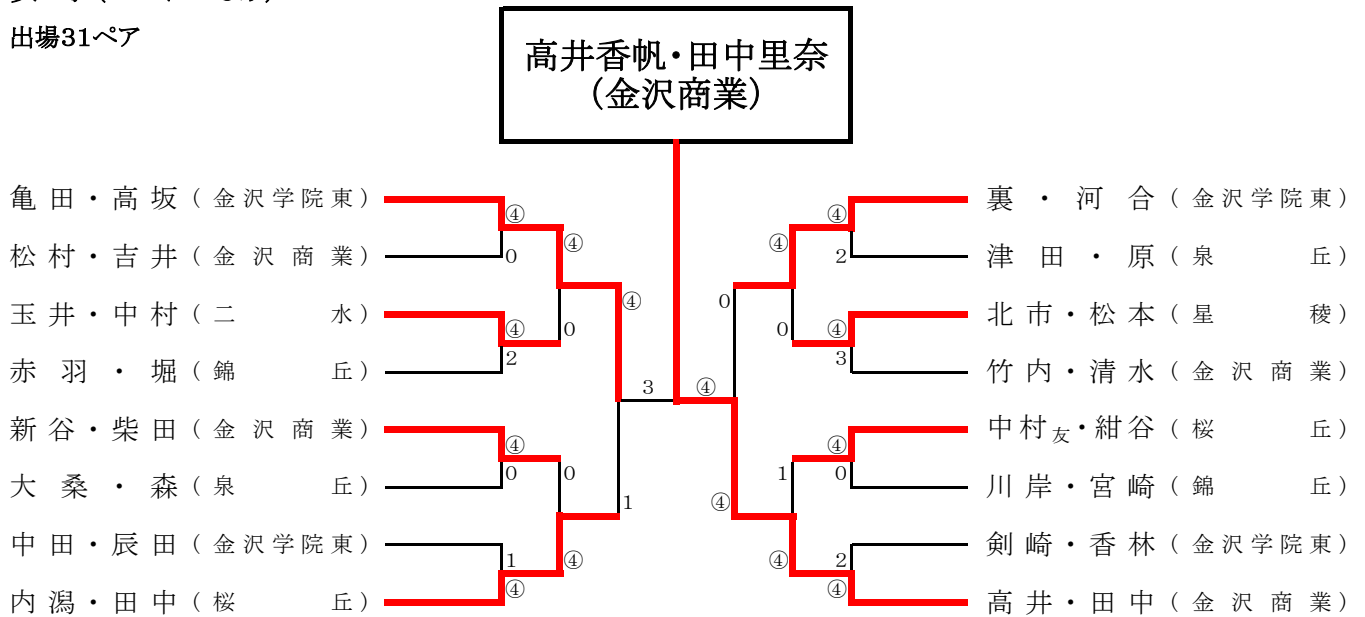 出場31ペア
高井香帆・田中里奈
(金沢商業)
亀田・高坂(金沢学院東)
④
松村・吉井(金沢商業)
0
④
玉井・中村(二水)
④
0
赤羽・堀(錦丘)
2
④
新谷・柴田(金沢商業)
④
大桑・森(泉丘)
0
0
中田・辰田(金沢学院東)
1
④
内潟・田中(桜丘)
④
1
3
④
裏・河合(金沢学院東)
④
津田・原(泉丘)
2
④
北市・松本(星稜)
④
0
竹内・清水(金沢商業)
3
0
中村友・紺谷(桜丘)
④
川岸・宮崎(錦丘)
0
1
剣崎・香林(金沢学院東)
2
④
高井・田中(金沢商業)
④
④